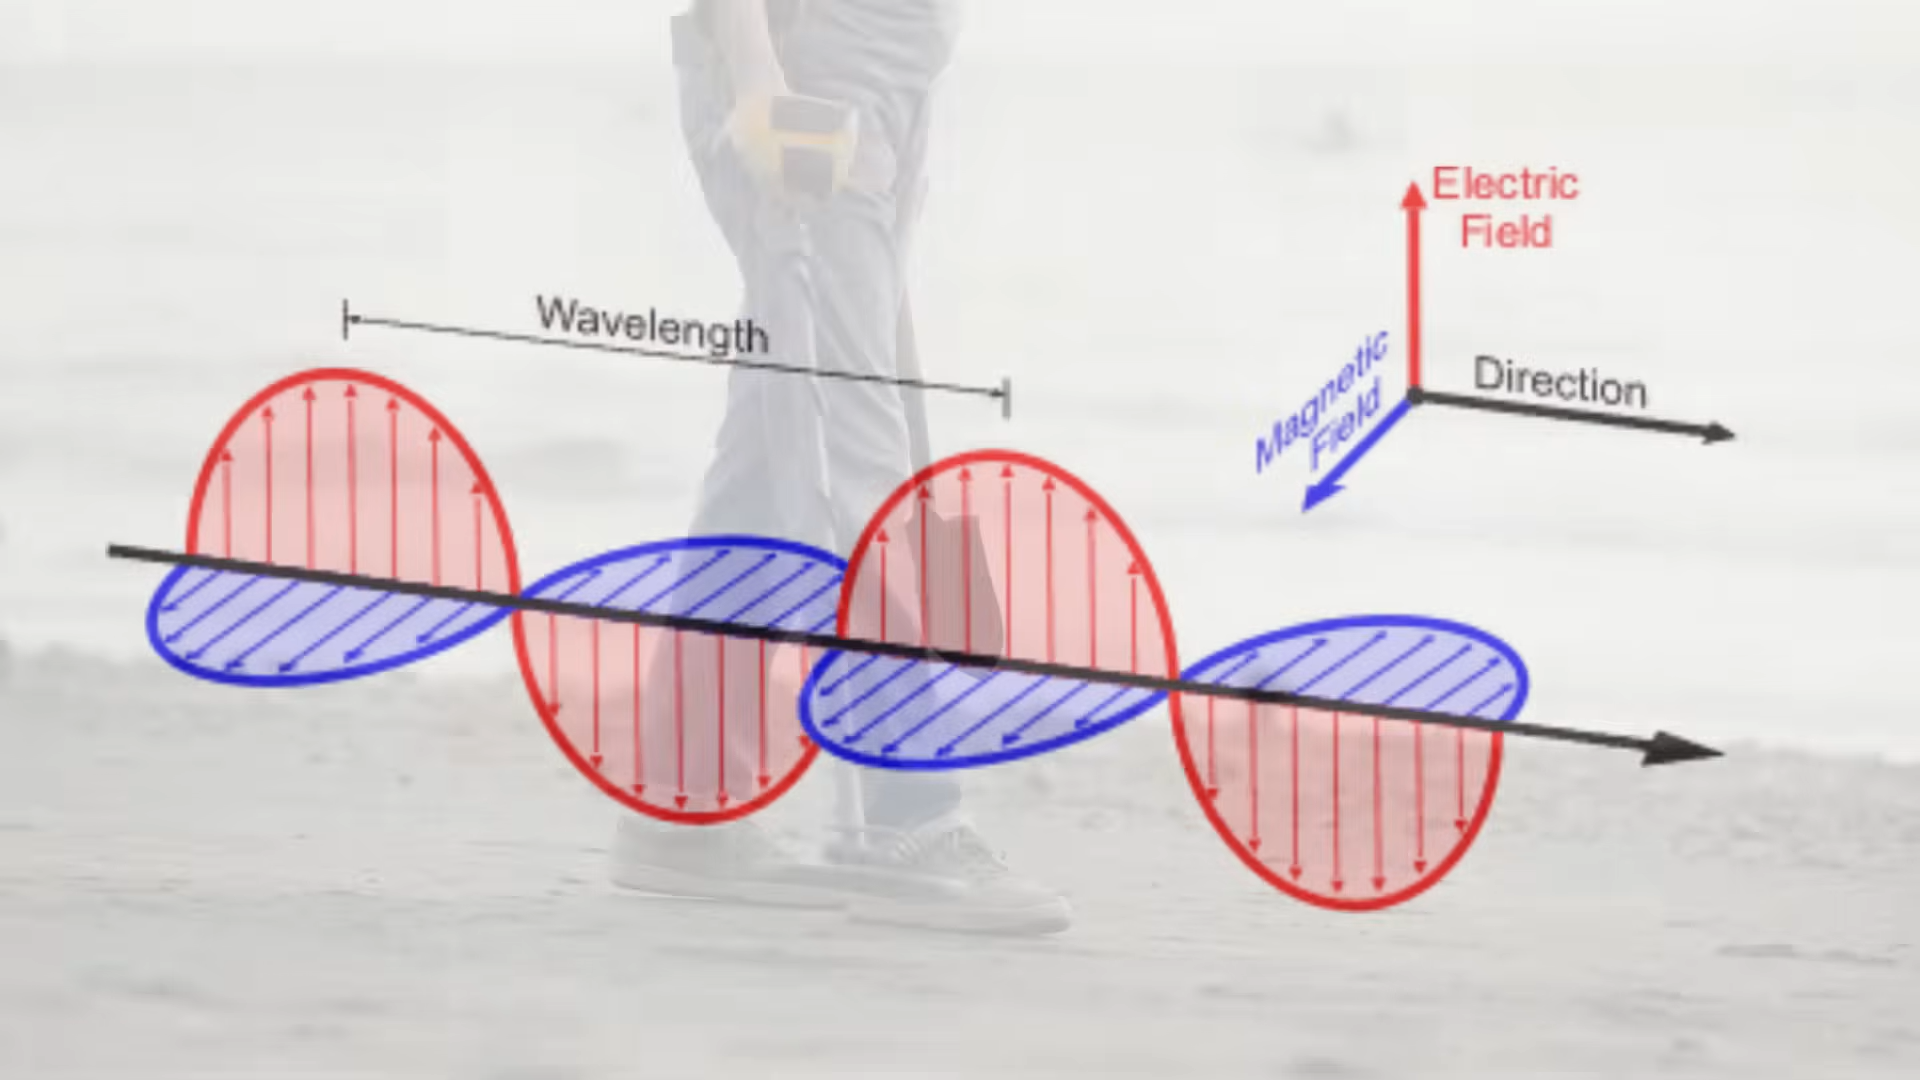 Electric
Field
Wavelength
Magnetic
Field
Direction